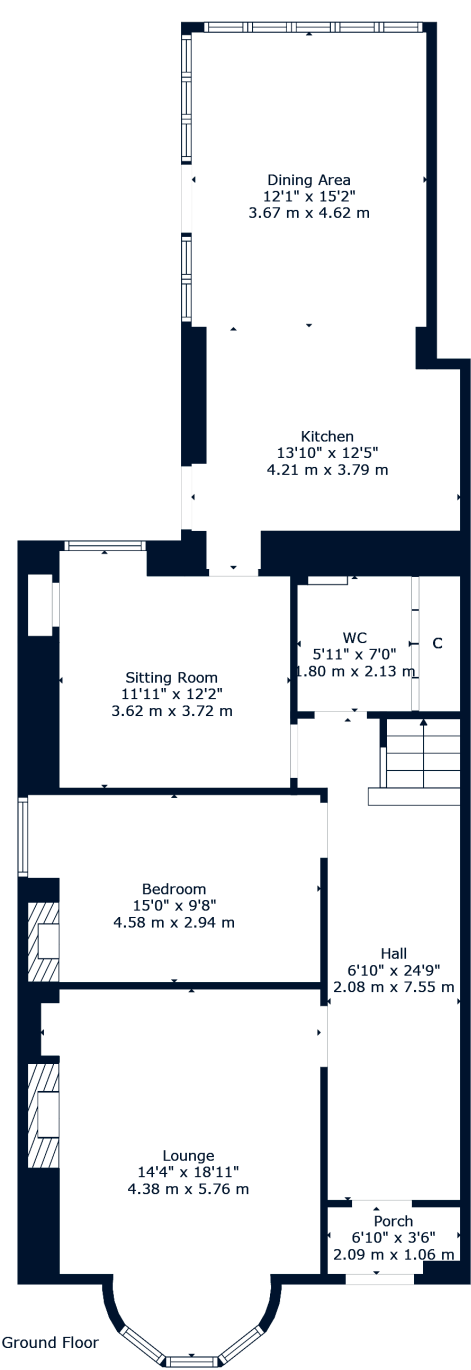 Dining Area
12'1" x 15'2"
3.67 m x 4.62 m
Kitchen
13'10" x 12'5"
4.21 m x 3.79 m
WC
5'11" x 7'0"
1.80 m x 2.13 m
C
Sitting Room
11'11" x 12'2"
3.62 m x 3.72 m
Bedroom
15'0" x 9'8"
4.58 m x 2.94 m
Hall
6'10" x 24'9"
2.08 m x 7.55 m
Lounge
14'4" x 18'11"
4.38 m x 5.76 m
Porch
6'10" x 3'6"
2.09 m x 1.06 m
Ground Floor